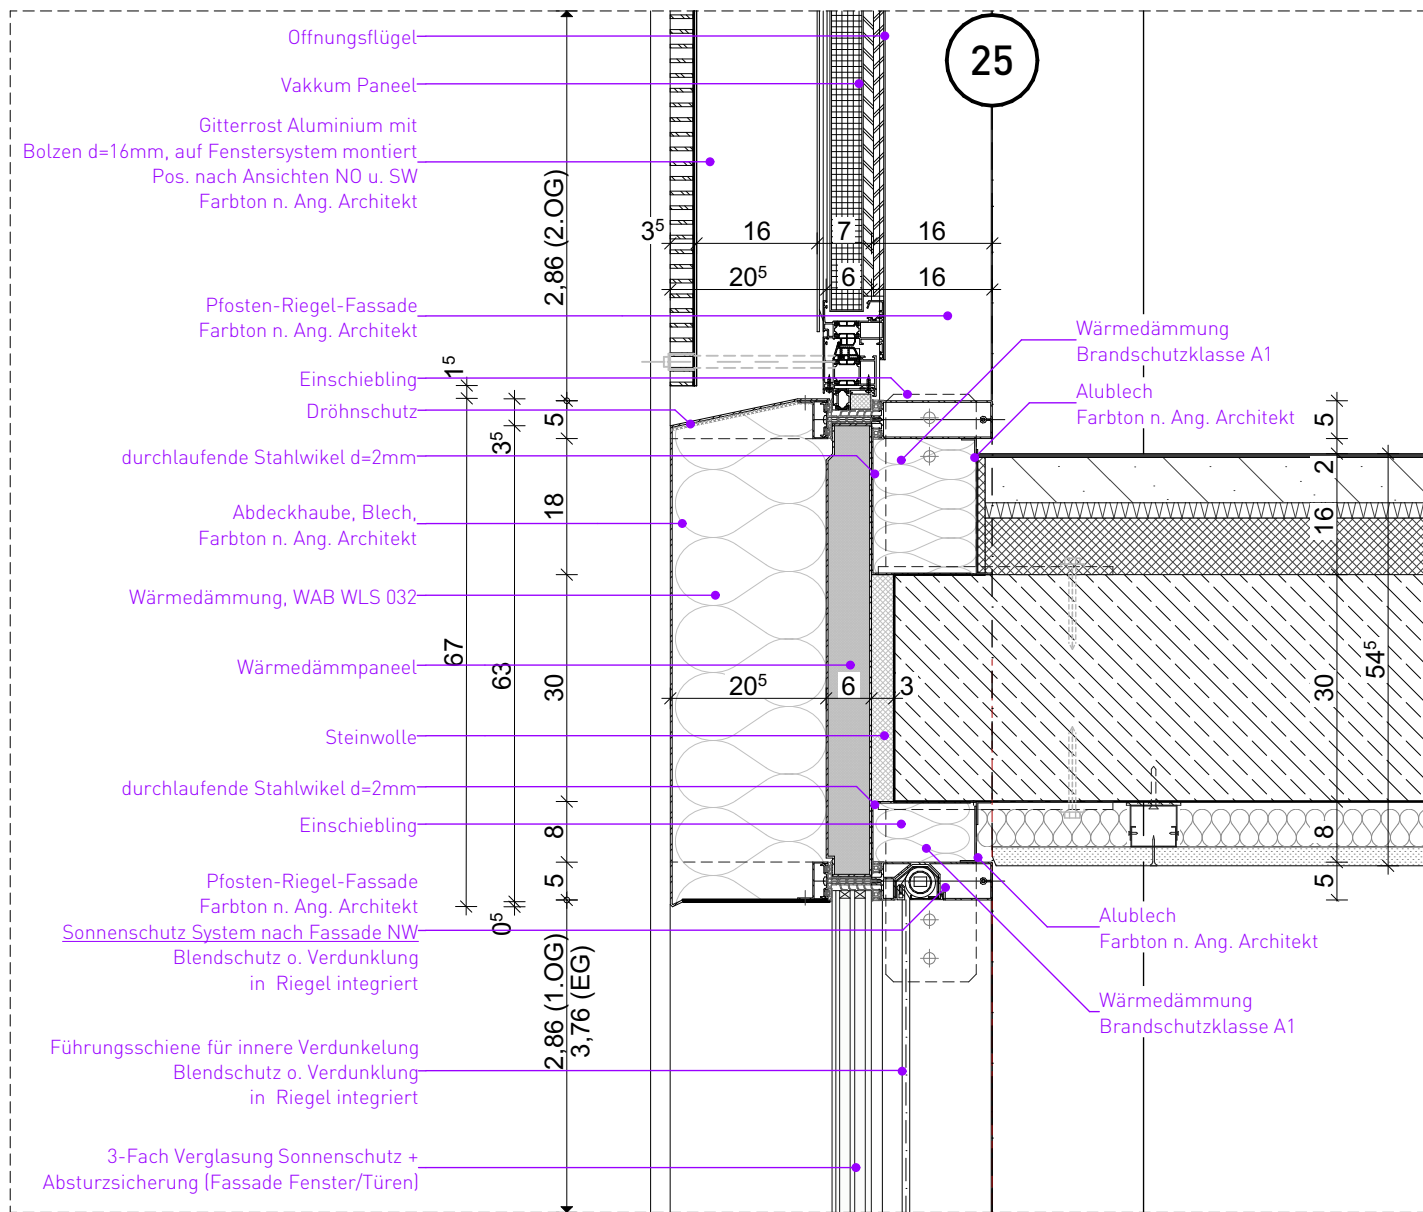 Offnungsflügel
Vakkum Paneel
Gitterrost Aluminium mit
Bolzen d=16mm, auf Fenstersystem montiert
Pos. nach Ansichten NO u. SW
Farbton n. Ang. Architekt
Pfosten-Riegel-Fassade
Farbton n. Ang. Architekt
Einschiebling
Dröhnschutz
durchlaufende Stahlwikel d=2mm
Abdeckhaube, Blech,
Farbton n. Ang. Architekt
Wärmedämmung, WAB WLS 032
Wärmedämmpaneel
Steinwolle
durchlaufende Stahlwikel d=2mm
Einschiebling
Pfosten-Riegel-Fassade
Farbton n. Ang. Architekt
Sonnenschutz System nach Fassade NW
Blendschutz o. Verdunklung
in Riegel integriert
Führungsschiene für innere Verdunkelung
Blendschutz o. Verdunklung
in Riegel integriert
3-Fach Verglasung Sonnenschutz +
Absturzsicherung (Fassade Fenster/Türen)
67
1⁵
3⁵
63
0⁵
2,86 (2.OG)
5
18
30
8
5
2,86 (1.OG)
3,76 (EG)
25
3⁵ 16 7 16
20⁵ 6 16
20⁵ 6 3
Wärmedämmung
Brandschutzklasse A1
Alublech
Farbton n. Ang. Architekt
5
2
16
30
8
5
54⁵
Alublech
Farbton n. Ang. Architekt
Wärmedämmung
Brandschutzklasse A1